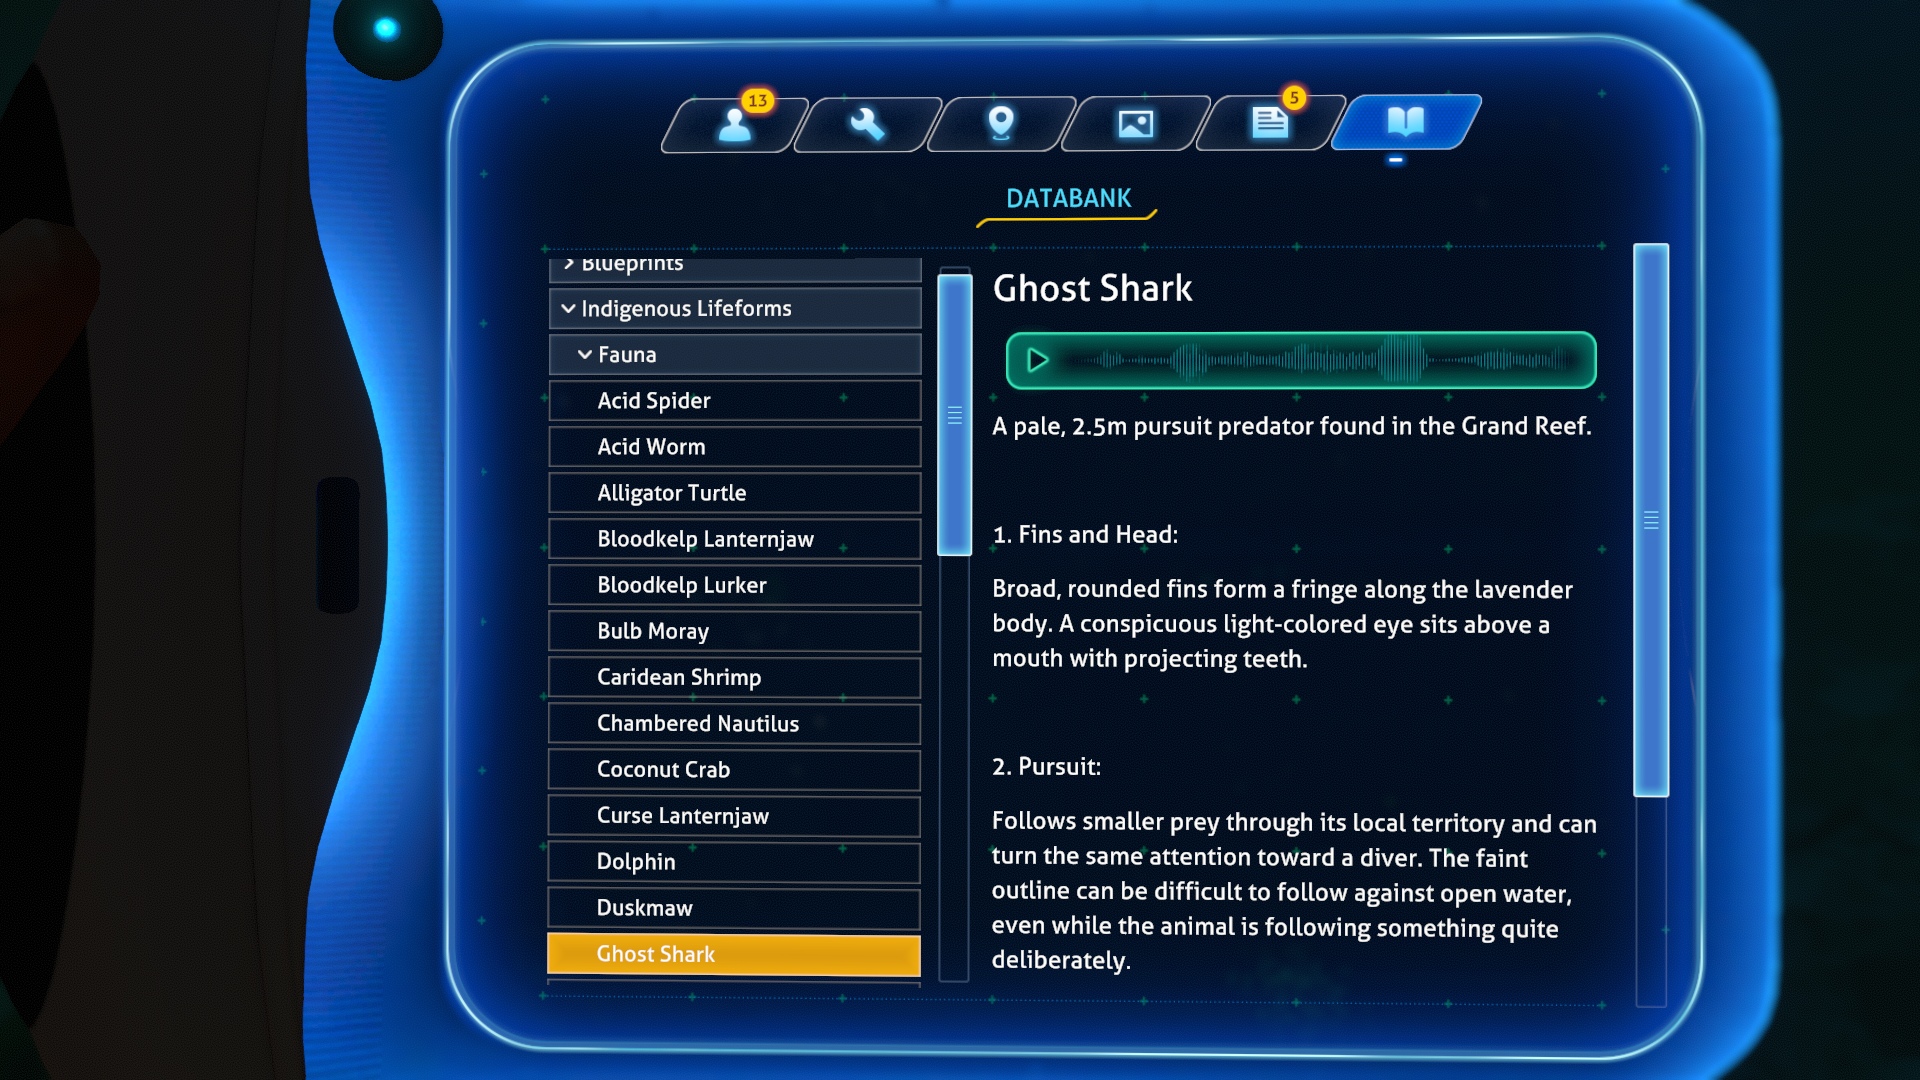 13
5
DATABANK
Blueprints
Indigenous Lifeforms
Fauna
Acid Spider
Acid Worm
Alligator Turtle
Bloodkelp Lanternjaw
Bloodkelp Lurker
Bulb Moray
Caridean Shrimp
Chambered Nautilus
Coconut Crab
Curse Lanternjaw
Dolphin
Duskmaw
Ghost Shark
Ghost Shark
A pale, 2.5m pursuit predator found in the Grand Reef.
1. Fins and Head:
Broad, rounded fins form a fringe along the lavender
body. A conspicuous light-colored eye sits above a
mouth with projecting teeth.
2. Pursuit:
Follows smaller prey through its local territory and can
turn the same attention toward a diver. The faint
outline can be difficult to follow against open water,
even while the animal is following something quite
deliberately.